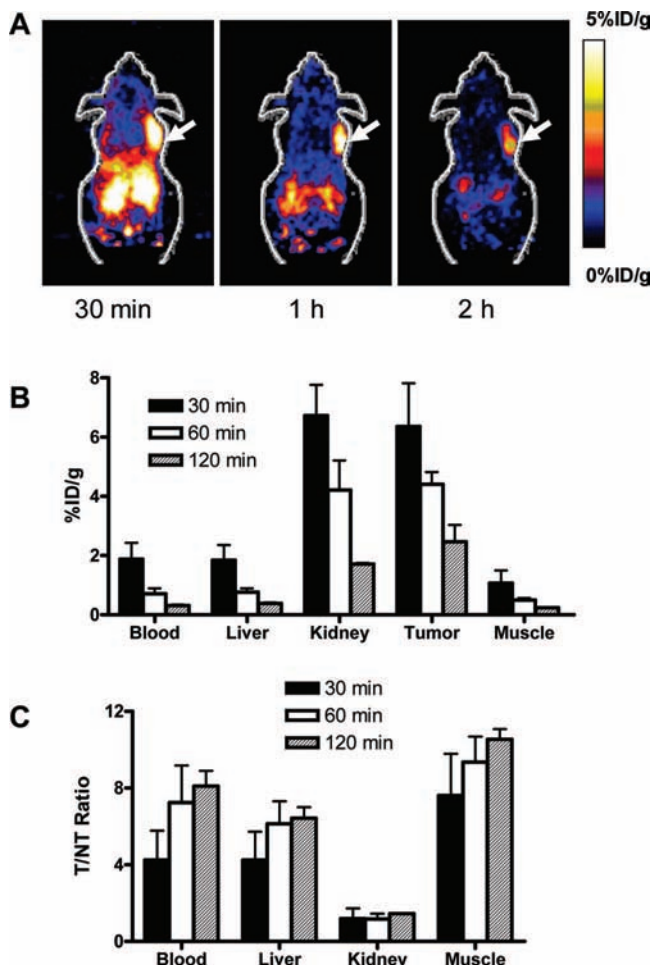 A
5%ID/g
0%ID/g
30 min
1 h
2 h
B
8
6
4
2
0
%ID/g
30 min
60 min
120 min
Blood Liver Kidney Tumor Muscle
C
12
8
4
0
T/NT Ratio
30 min
60 min
120 min
Blood Liver Kidney Muscle